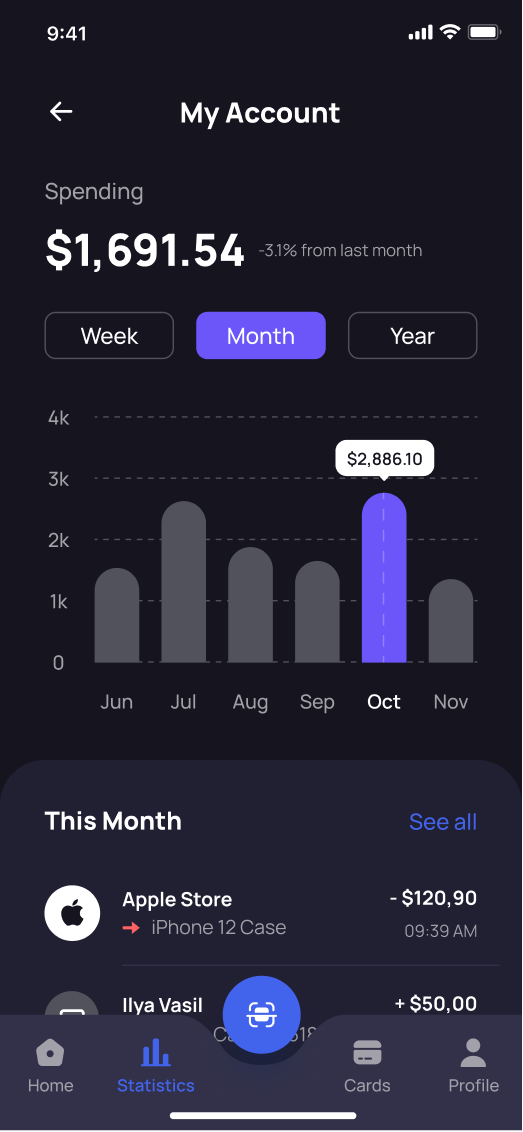 9:41
My Account
Spending
$1,691.54 -3.1% from last month
Week Month Year
4k
$2,886.10
3k
2k
1k
0
Jun Jul Aug Sep Oct Nov
This Month See all
Apple Store - $120,90
iPhone 12 Case 09:39 AM
Ilya Vasil + $50,00
Home Statistics Cards Profile